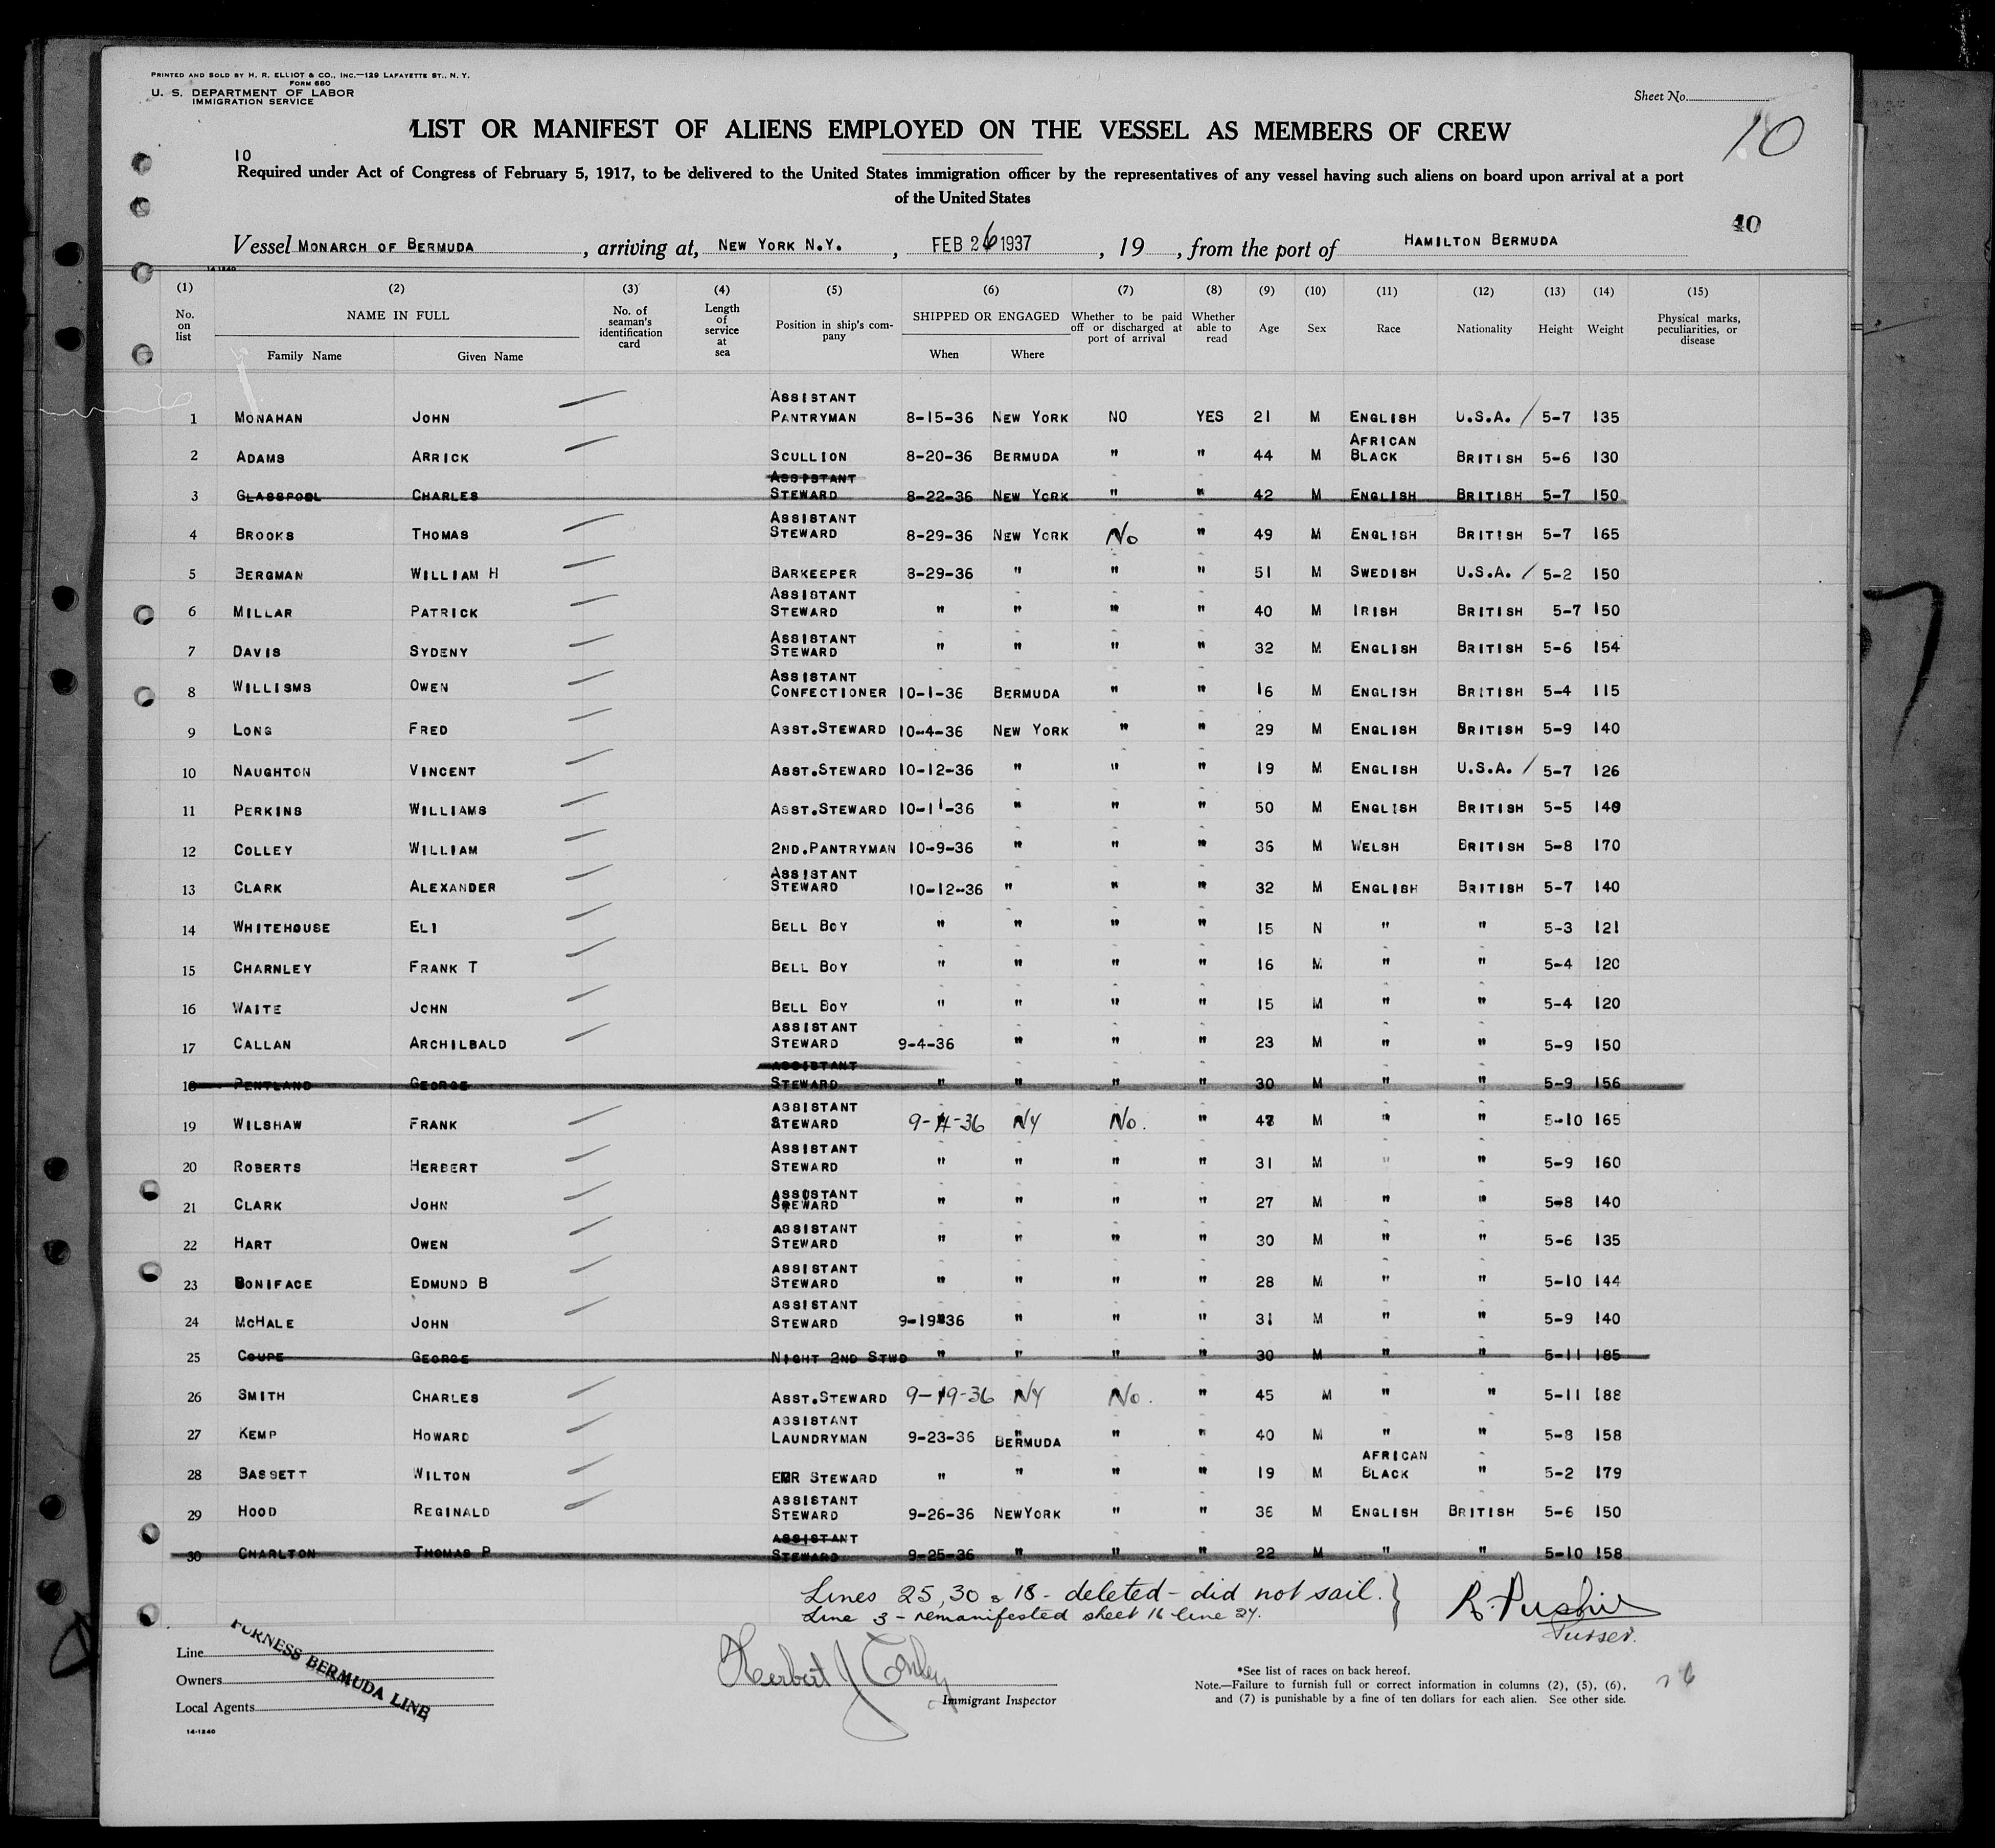 PRINTED AND SOLD BY H. R. ELLIOT & CO., INC.—129 LAFAYETTE ST., N. Y.
FORM 680
U. S. DEPARTMENT OF LABOR
IMMIGRATION SERVICE
Sheet No.
LIST OR MANIFEST OF ALIENS EMPLOYED ON THE VESSEL AS MEMBERS OF CREW
10
10
Required under Act of Congress of February 5, 1917, to be delivered to the United States immigration officer by the representatives of any vessel having such aliens on board upon arrival at a port
of the United States
40
Vessel MONARCH OF BERMUDA , arriving at, NEW YORK N.Y. , FEB 26 1937 , 19 , from the port of HAMILTON BERMUDA
14-1240
(1) (2) (3) (4) (5) (6) (7) (8) (9) (10) (11) (12) (13) (14) (15)
No. on list NAME IN FULL Family Name Given Name No. of seaman's identification card Length of service at sea Position in ship's company SHIPPED OR ENGAGED When Where Whether to be paid off or discharged at port of arrival Whether able to read Age Sex Race Nationality Height Weight Physical marks, peculiarities, or disease
1 MONAHAN JOHN ASSISTANT PANTRYMAN 8-15-36 NEW YORK NO YES 21 M ENGLISH U.S.A. / 5-7 135
2 ADAMS ARRICK SCULLION 8-20-36 BERMUDA " " 44 M AFRICAN BLACK BRITISH 5-6 130
3 GLASSPOOL CHARLES ASSISTANT STEWARD 8-22-36 NEW YORK " " 42 M ENGLISH BRITISH 5-7 150
4 BROOKS THOMAS ASSISTANT STEWARD 8-29-36 NEW YORK No " 49 M ENGLISH BRITISH 5-7 165
5 BERGMAN WILLIAM H BARKEEPER 8-29-36 " " " 51 M SWEDISH U.S.A. / 5-2 150
6 MILLAR PATRICK ASSISTANT STEWARD " " " " 40 M IRISH BRITISH 5-7 150
7 DAVIS SYDENY ASSISTANT STEWARD " " " " 32 M ENGLISH BRITISH 5-6 154
8 WILLISMS OWEN ASSISTANT CONFECTIONER 10-1-36 BERMUDA " " 16 M ENGLISH BRITISH 5-4 115
9 LONG FRED ASST.STEWARD 10-4-36 NEW YORK " " 29 M ENGLISH BRITISH 5-9 140
10 NAUGHTON VINCENT ASST.STEWARD 10-12-36 " " " 19 M ENGLISH U.S.A. / 5-7 126
11 PERKINS WILLIAMS ASST.STEWARD 10-11-36 " " " 50 M ENGLISH BRITISH 5-5 140
12 COLLEY WILLIAM 2ND.PANTRYMAN 10-9-36 " " " 36 M WELSH BRITISH 5-8 170
13 CLARK ALEXANDER ASSISTANT STEWARD 10-12-36 " " " 32 M ENGLISH BRITISH 5-7 140
14 WHITEHOUSE ELI BELL BOY " " " " 15 N " " 5-3 121
15 CHARNLEY FRANK T BELL BOY " " " " 16 M " " 5-4 120
16 WAITE JOHN BELL BOY " " " " 15 M " " 5-4 120
17 CALLAN ARCHILBALD ASSISTANT STEWARD 9-4-36 " " " 23 M " " 5-9 150
18 PENTLAND GEORGE ASSISTANT STEWARD " " " " 30 M " " 5-9 156
19 WILSHAW FRANK ASSISTANT STEWARD 9-4-36 NY No. " 48 M " " 5-10 165
20 ROBERTS HERBERT ASSISTANT STEWARD " " " " 31 M " " 5-9 160
21 CLARK JOHN ASSISTANT STEWARD " " " " 27 M " " 5-8 140
22 HART OWEN ASSISTANT STEWARD " " " " 30 M " " 5-6 135
23 BONIFACE EDMUND B ASSISTANT STEWARD " " " " 28 M " " 5-10 144
24 McHALE JOHN ASSISTANT STEWARD 9-19-36 " " " 31 M " " 5-9 140
25 COUPE GEORGE NIGHT 2ND STWD " " " " 30 M " " 5-11 185
26 SMITH CHARLES ASST.STEWARD 9-19-36 NY No. " 45 M " " 5-11 188
27 KEMP HOWARD ASSISTANT LAUNDRYMAN 9-23-36 BERMUDA " " 40 M " " 5-8 158
28 BASSETT WILTON STEWARD " " " " 19 M AFRICAN BLACK " 5-2 179
29 HOOD REGINALD ASSISTANT STEWARD 9-26-36 NEWYORK " " 36 M ENGLISH BRITISH 5-6 150
30 CHARLTON THOMAS P ASSISTANT STEWARD 9-25-36 " " " 22 M " " 5-10 158
Lines 25, 30 & 18 - deleted - did not sail. }
Line 3 - remanifested sheet 16 line 24.
Purser.
Line
Owners
Local Agents
FURNESS BERMUDA LINE
14-1240
Herbert J Conley
Immigrant Inspector
*See list of races on back hereof.
Note.—Failure to furnish full or correct information in columns (2), (5), (6),
and (7) is punishable by a fine of ten dollars for each alien. See other side.